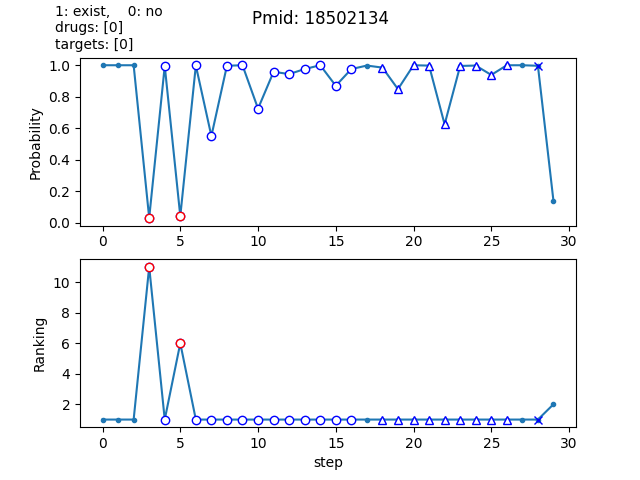 1: exist,    0: no
drugs: [0]
targets: [0]
Pmid: 18502134
Probability
1.0
0.8
0.6
0.4
0.2
0.0
0 5 10 15 20 25 30
Ranking
10
8
6
4
2
0 5 10 15 20 25 30
step